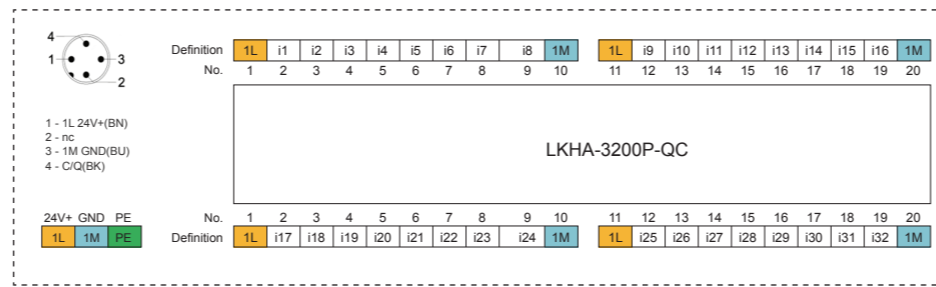 4
1
3
2
1 - 1L 24V+(BN)
2 - nc
3 - 1M GND(BU)
4 - C/Q(BK)
Definition 1L i1 i2 i3 i4 i5 i6 i7 i8 1M 1L i9 i10 i11 i12 i13 i14 i15 i16 1M
No. 1 2 3 4 5 6 7 8 9 10 11 12 13 14 15 16 17 18 19 20
LKHA-3200P-QC
24V+ GND PE
1L 1M PE
No. 1 2 3 4 5 6 7 8 9 10 11 12 13 14 15 16 17 18 19 20
Definition 1L i17 i18 i19 i20 i21 i22 i23 i24 1M 1L i25 i26 i27 i28 i29 i30 i31 i32 1M